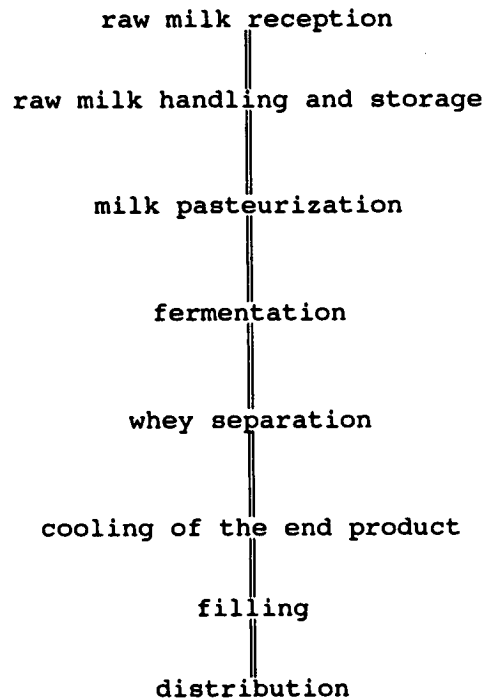 raw milk reception
raw milk handling and storage
milk pasteurization
fermentation
whey separation
cooling of the end product
filling
distribution